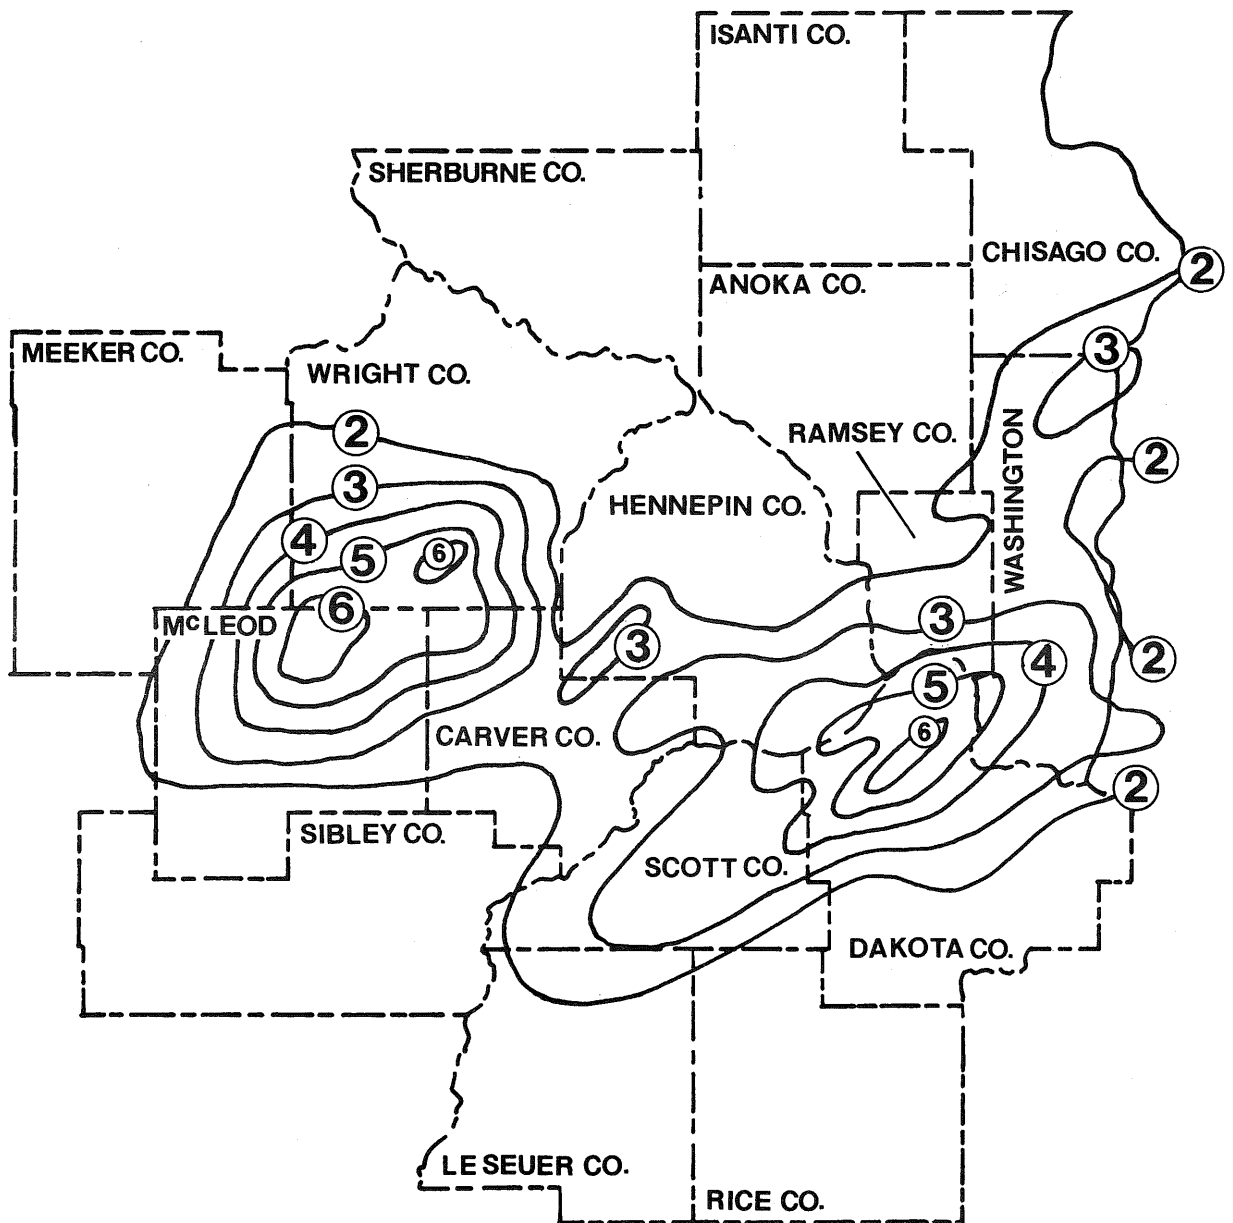 ISANTI CO.
SHERBURNE CO.
CHISAGO CO.
2
ANOKA CO.
MEEKER CO.
3
WRIGHT CO.
2
RAMSEY CO.
WASHINGTON
2
3
HENNEPIN CO.
4
5
6
6
McLEOD
3
3
2
4
5
CARVER CO.
6
2
SIBLEY CO.
SCOTT CO.
DAKOTA CO.
LE SEUER CO.
RICE CO.